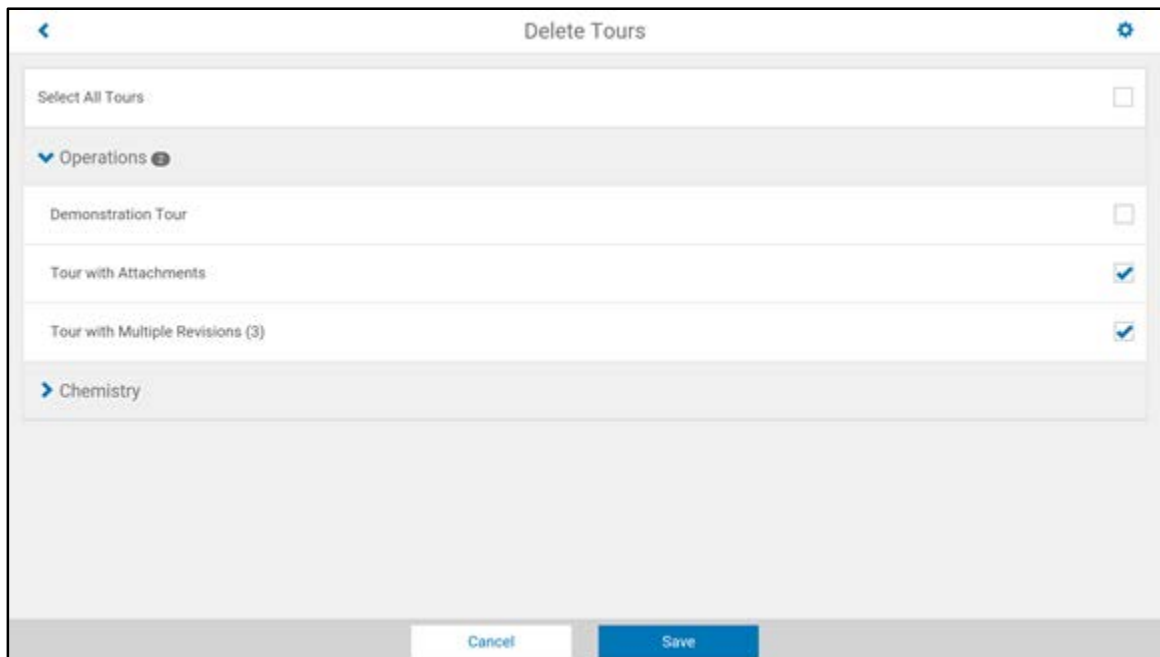 Delete Tours
Select All Tours
Operations 2
Demonstration Tour
Tour with Attachments
Tour with Multiple Revisions (3)
Chemistry
Cancel Save